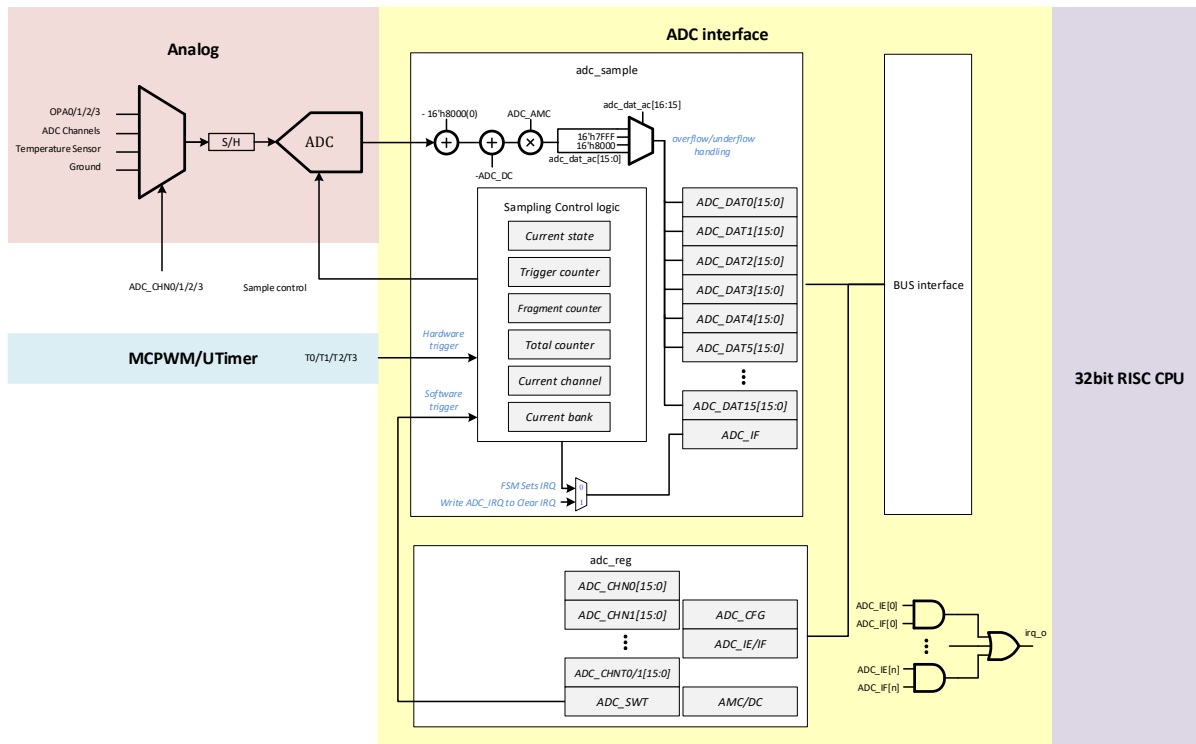 Analog
ADC interface
adc_sample
OPA0/1/2/3
ADC Channels
Temperature Sensor
Ground
S/H
ADC
- 16'h8000(0)
ADC_AMC
-ADC_DC
adc_dat_ac[16:15]
16'h7FFF
16'h8000
adc_dat_ac[15:0]
overflow/underflow
handling
ADC_CHN0/1/2/3
Sample control
Sampling Control logic
Current state
Trigger counter
Fragment counter
Total counter
Current channel
Current bank
ADC_DAT0[15:0]
ADC_DAT1[15:0]
ADC_DAT2[15:0]
ADC_DAT3[15:0]
ADC_DAT4[15:0]
ADC_DAT5[15:0]
ADC_DAT15[15:0]
ADC_IF
BUS interface
32bit RISC CPU
MCPWM/UTimer
T0/T1/T2/T3
Hardware
trigger
Software
trigger
FSM Sets IRQ
Write ADC_IRQ to Clear IRQ
0
1
adc_reg
ADC_CHN0[15:0]
ADC_CHN1[15:0]
ADC_CFG
ADC_IE/IF
ADC_CHNT0/1[15:0]
ADC_SWT
AMC/DC
ADC_IE[0]
ADC_IF[0]
ADC_IE[n]
ADC_IF[n]
irq_o